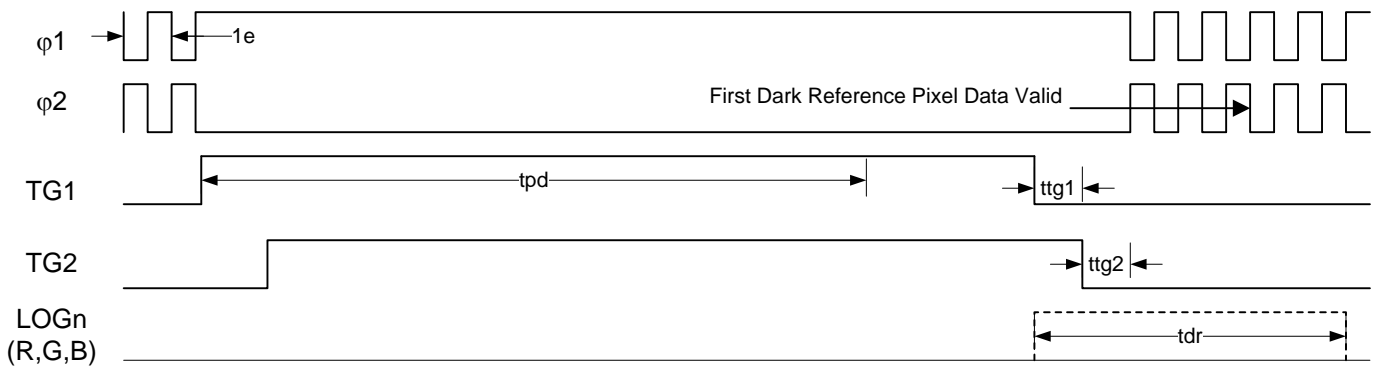 φ1
1e
φ2
First Dark Reference Pixel Data Valid
TG1
tpd
ttg1
TG2
ttg2
LOGn
(R,G,B)
tdr